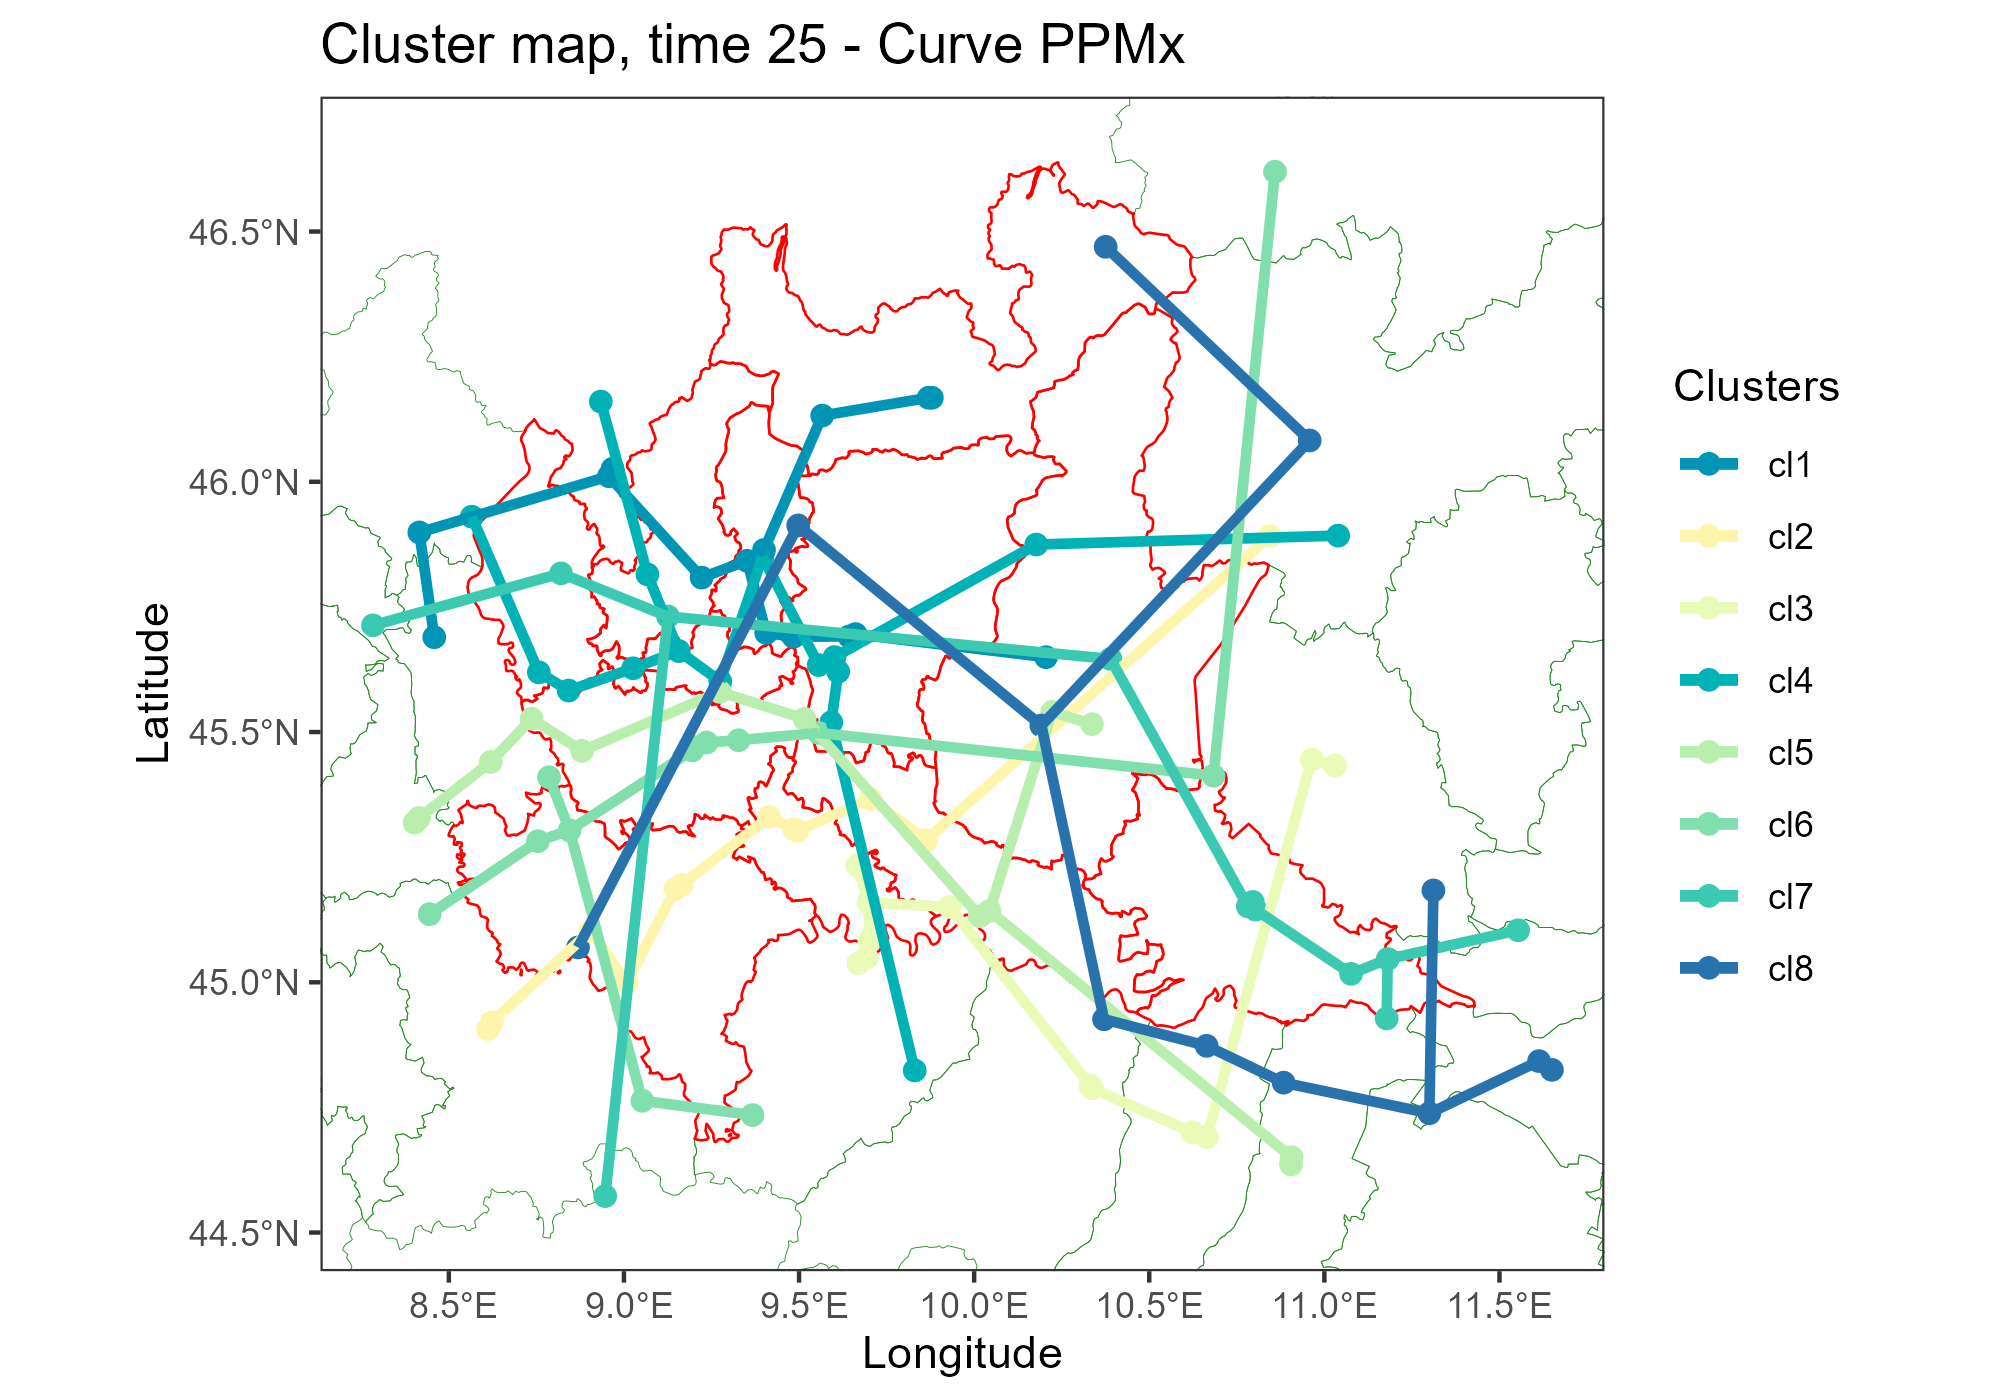 Cluster map, time 25 - Curve PPMx
46.5°N
46.0°N
45.5°N
45.0°N
44.5°N
Latitude
8.5°E 9.0°E 9.5°E 10.0°E 10.5°E 11.0°E 11.5°E
Longitude
Clusters
cl1
cl2
cl3
cl4
cl5
cl6
cl7
cl8